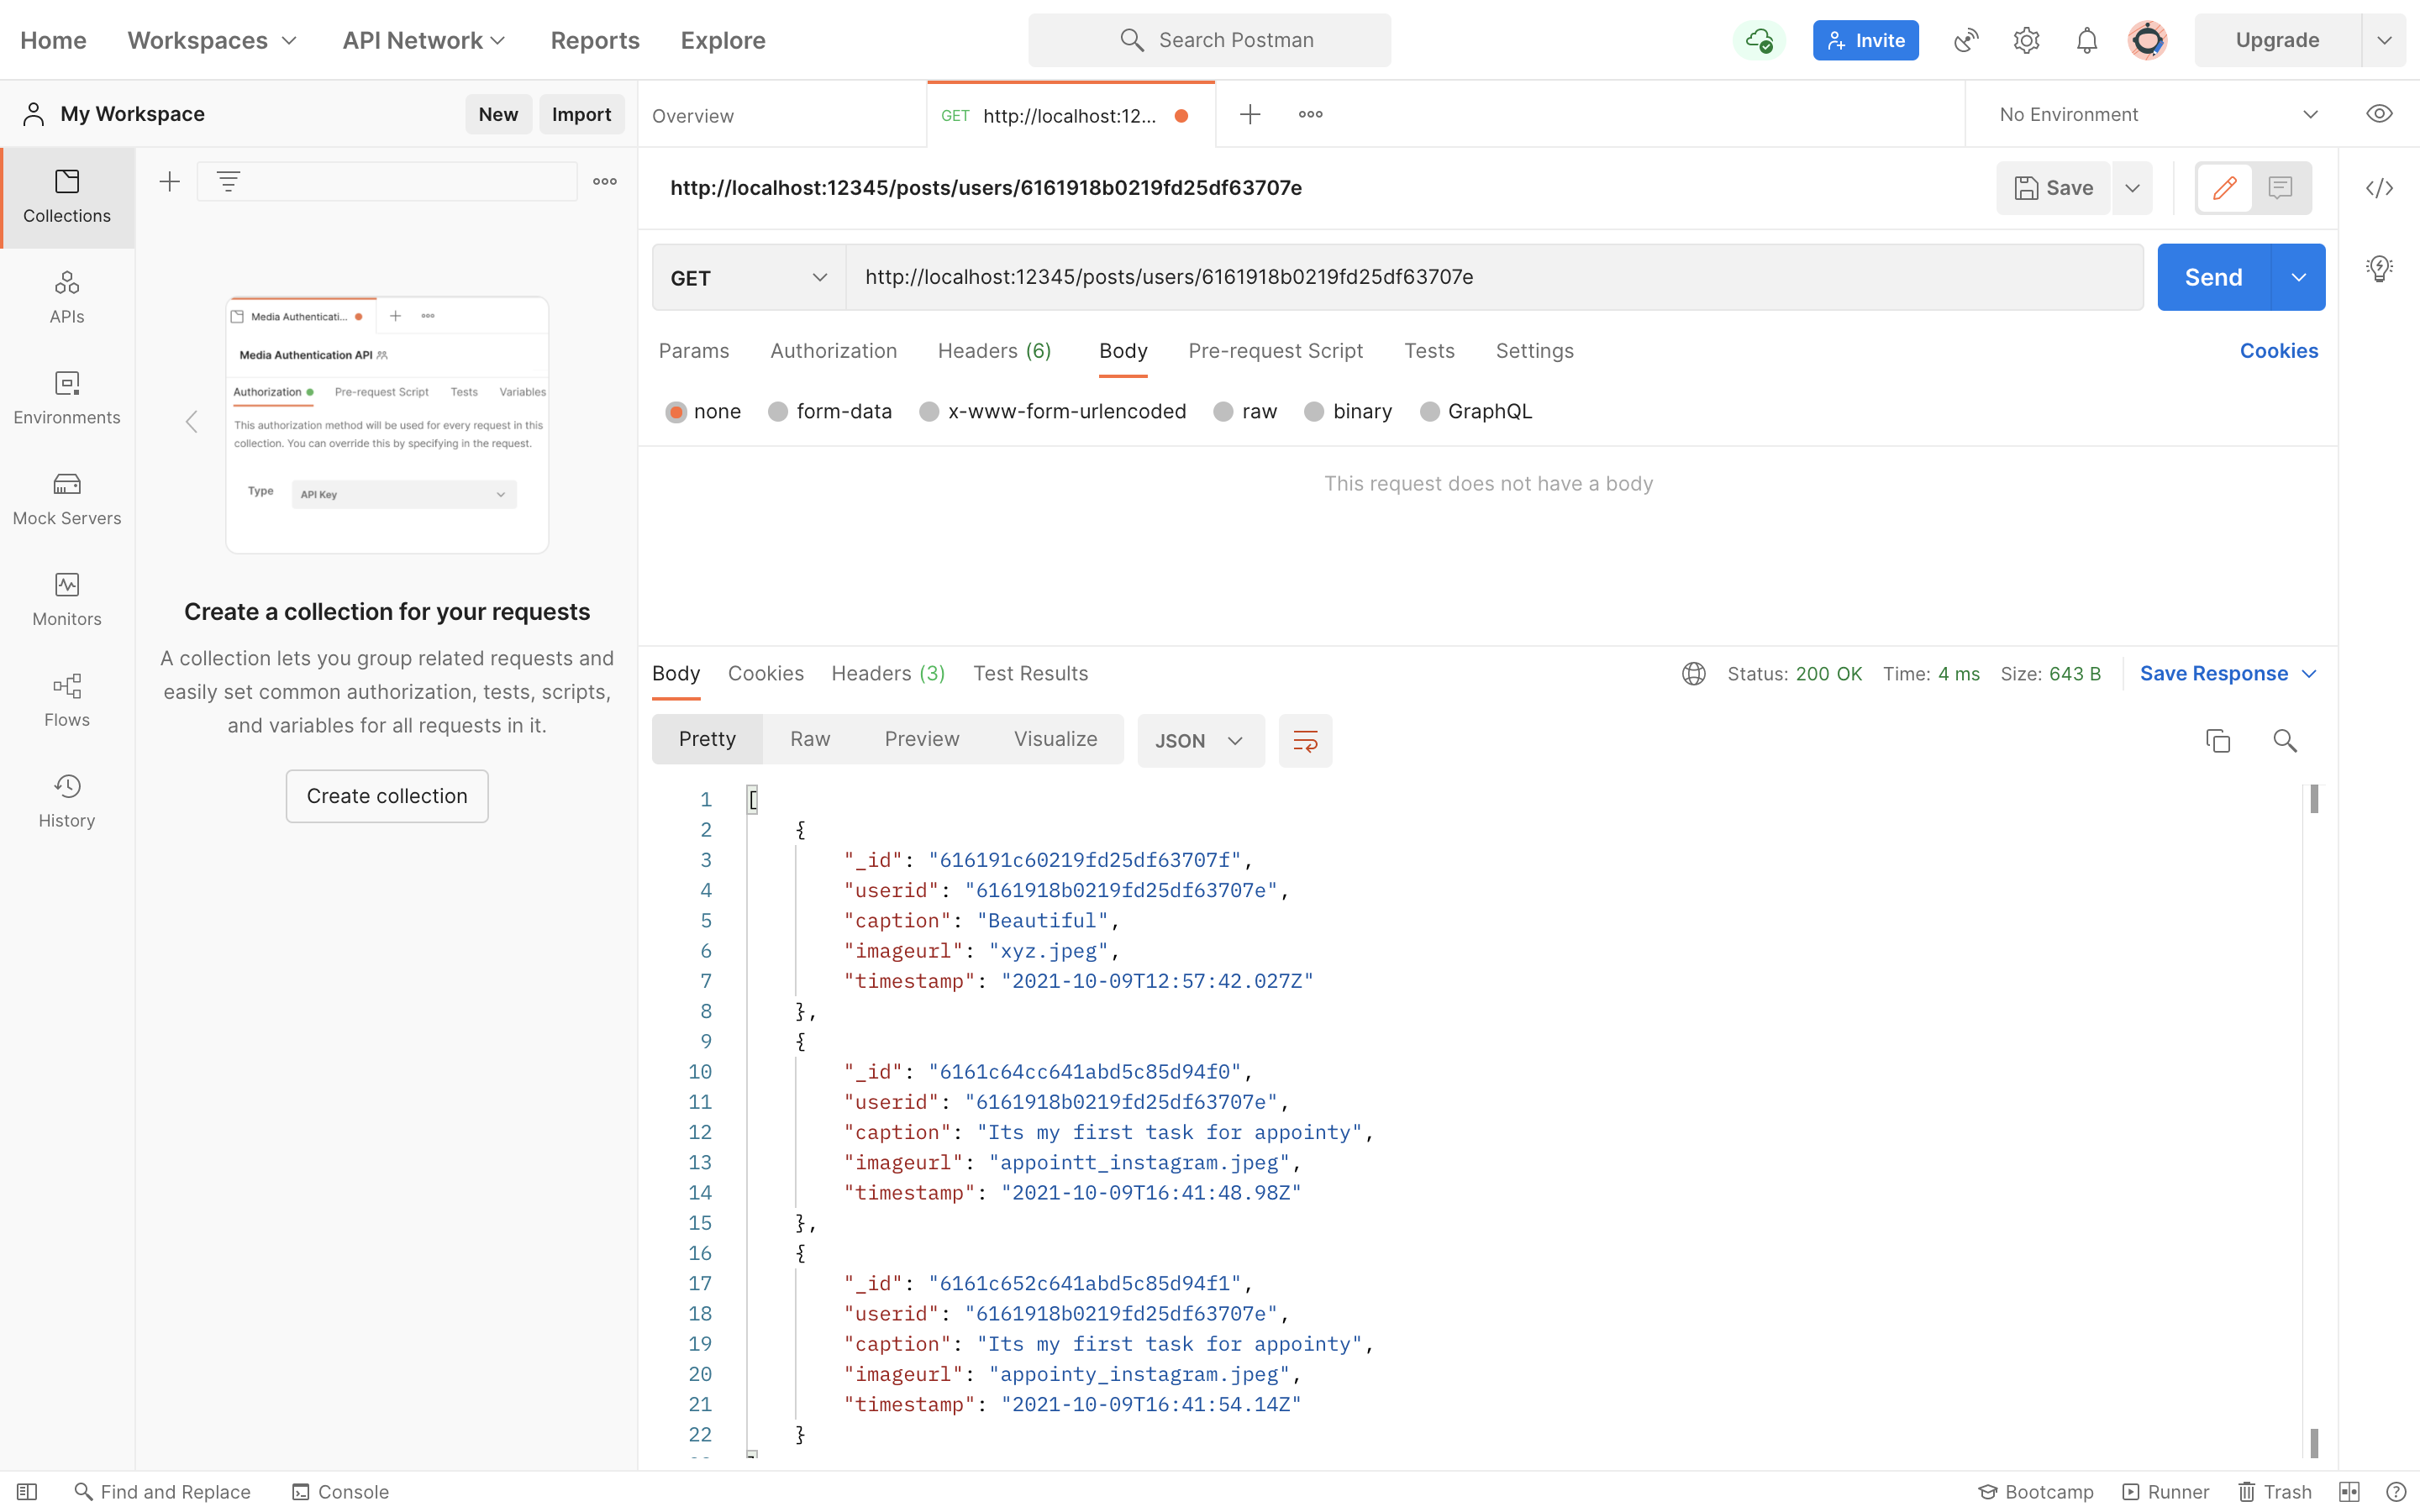 Home Workspaces API Network Reports Explore Search Postman Invite Upgrade
My Workspace New Import Overview GET http://localhost:12... No Environment
Collections
APIs
Environments
Mock Servers
Monitors
Flows
History
Media Authenticati...
Media Authentication API
Authorization Pre-request Script Tests Variables
This authorization method will be used for every request in this
collection. You can override this by specifying in the request.
Type API Key
Create a collection for your requests
A collection lets you group related requests and
easily set common authorization, tests, scripts,
and variables for all requests in it.
Create collection
http://localhost:12345/posts/users/6161918b0219fd25df63707e Save
GET http://localhost:12345/posts/users/6161918b0219fd25df63707e Send
Params Authorization Headers (6) Body Pre-request Script Tests Settings Cookies
none form-data x-www-form-urlencoded raw binary GraphQL
This request does not have a body
Body Cookies Headers (3) Test Results Status: 200 OK Time: 4 ms Size: 643 B Save Response
Pretty Raw Preview Visualize JSON
1 [
2 {
3 "_id": "616191c60219fd25df63707f",
4 "userid": "6161918b0219fd25df63707e",
5 "caption": "Beautiful",
6 "imageurl": "xyz.jpeg",
7 "timestamp": "2021-10-09T12:57:42.027Z"
8 },
9 {
10 "_id": "6161c64cc641abd5c85d94f0",
11 "userid": "6161918b0219fd25df63707e",
12 "caption": "Its my first task for appointy",
13 "imageurl": "appointt_instagram.jpeg",
14 "timestamp": "2021-10-09T16:41:48.98Z"
15 },
16 {
17 "_id": "6161c652c641abd5c85d94f1",
18 "userid": "6161918b0219fd25df63707e",
19 "caption": "Its my first task for appointy",
20 "imageurl": "appointy_instagram.jpeg",
21 "timestamp": "2021-10-09T16:41:54.14Z"
22 }
Find and Replace Console Bootcamp Runner Trash